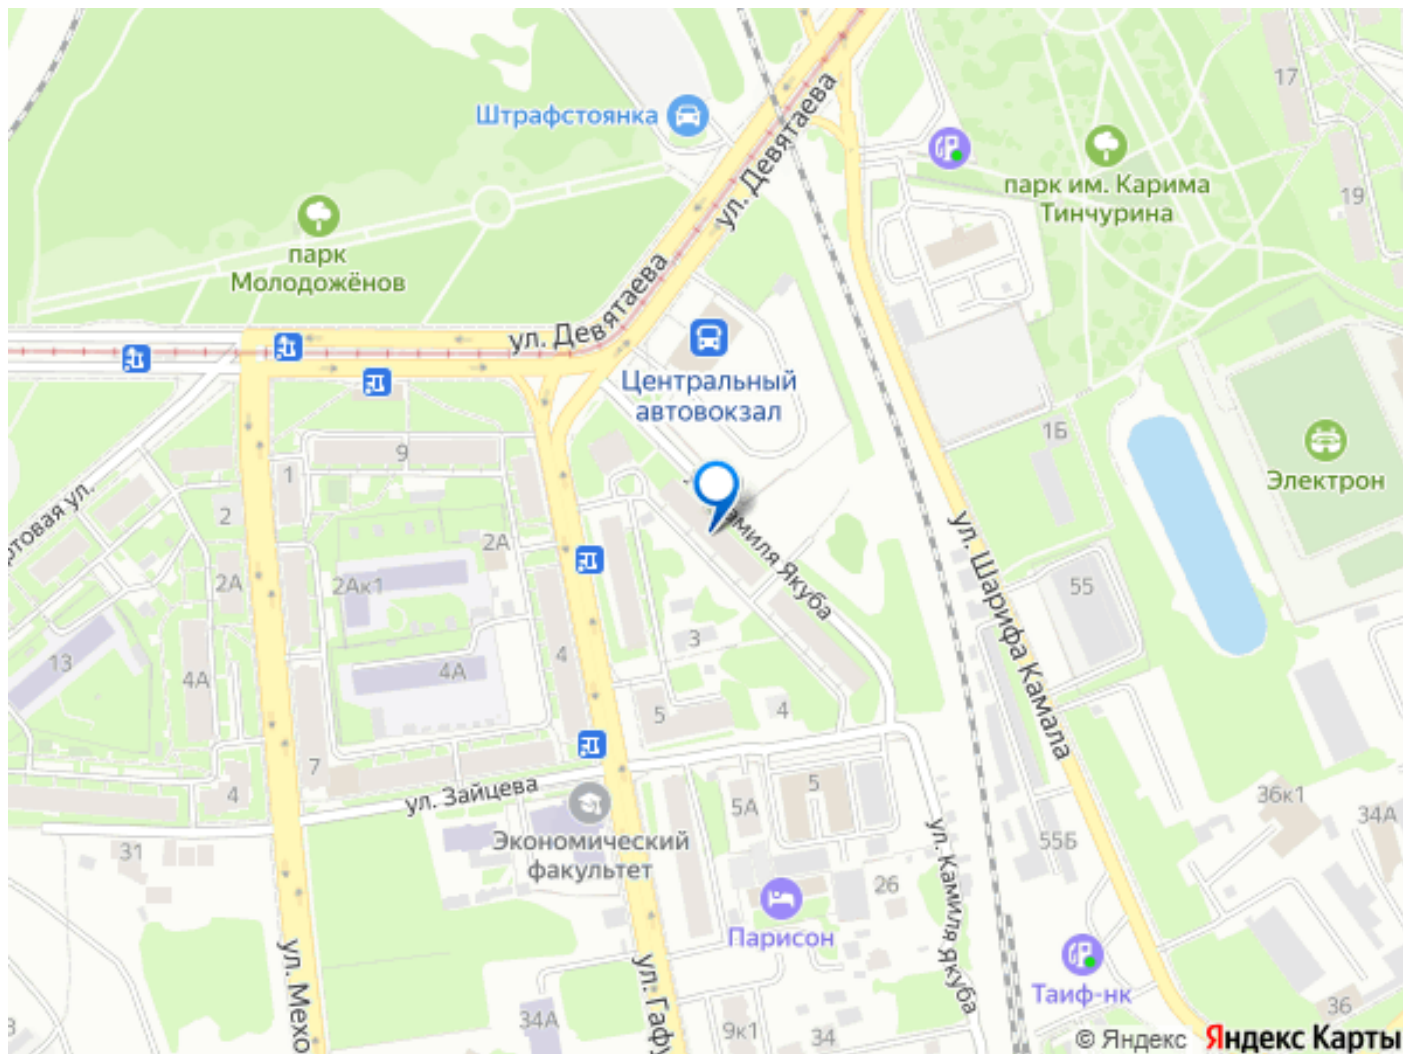 17
Штрафстоянка
ул. Девятаева
парк им. Карима
Тинчурина
19
парк
Молодожёнов
ул. Девятаева
Центральный
автовокзал
1Б
9
1
Электрон
2
2А
2Ак1
2А
ул. Шарифа Камала
55
амиля Якуба
3
4
13
4А
4А
5
4
7
4
ул. Зайцева
5
5А
36к1
34А
55Б
Экономический
факультет
31
ул. Камиля Якуба
26
Парисон
ул. Мехо
ул. Гафу
Таиф-нк
34А
9к1
34
36
© Яндекс Яндекс Карты